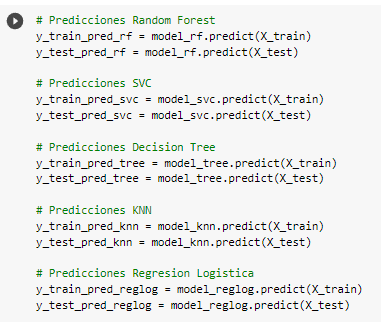 # Predicciones Random Forest
y_train_pred_rf = model_rf.predict(X_train)
y_test_pred_rf = model_rf.predict(X_test)
# Predicciones SVC
y_train_pred_svc = model_svc.predict(X_train)
y_test_pred_svc = model_svc.predict(X_test)
# Predicciones Decision Tree
y_train_pred_tree = model_tree.predict(X_train)
y_test_pred_tree = model_tree.predict(X_test)
# Predicciones KNN
y_train_pred_knn = model_knn.predict(X_train)
y_test_pred_knn = model_knn.predict(X_test)
# Predicciones Regresion Logistica
y_train_pred_reglog = model_reglog.predict(X_train)
y_test_pred_reglog = model_reglog.predict(X_test)